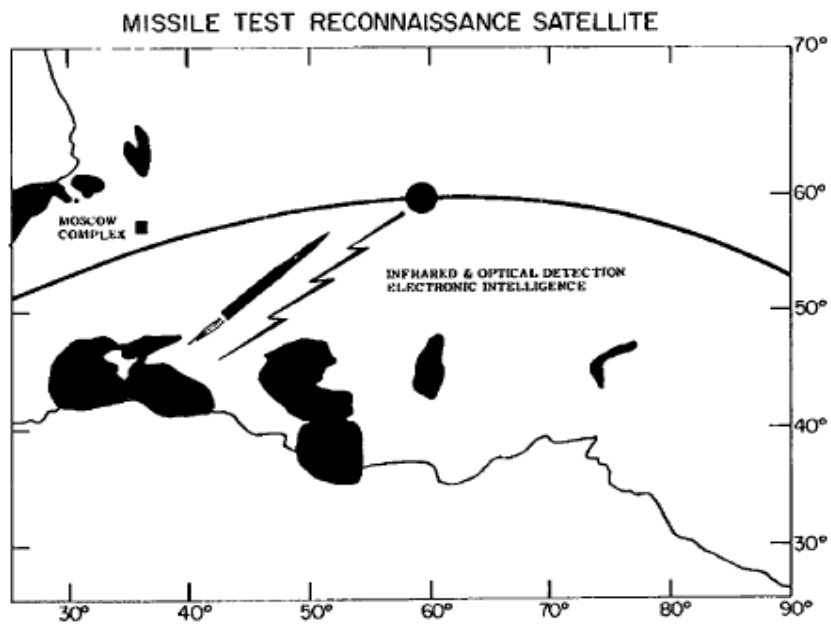 MISSILE TEST RECONNAISSANCE SATELLITE
70°
60°
MOSCOW
COMPLEX
INFRARED & OPTICAL DETECTION
ELECTRONIC INTELLIGENCE
50°
40°
30°
30°
40°
50°
60°
70°
80°
90°